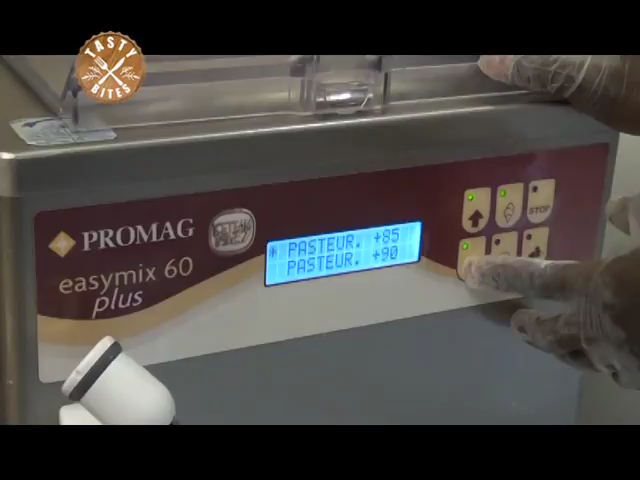 TASTY
BITES
PROMAG
easymix 60
plus
* PASTEUR. +85
PASTEUR. +90
STOP